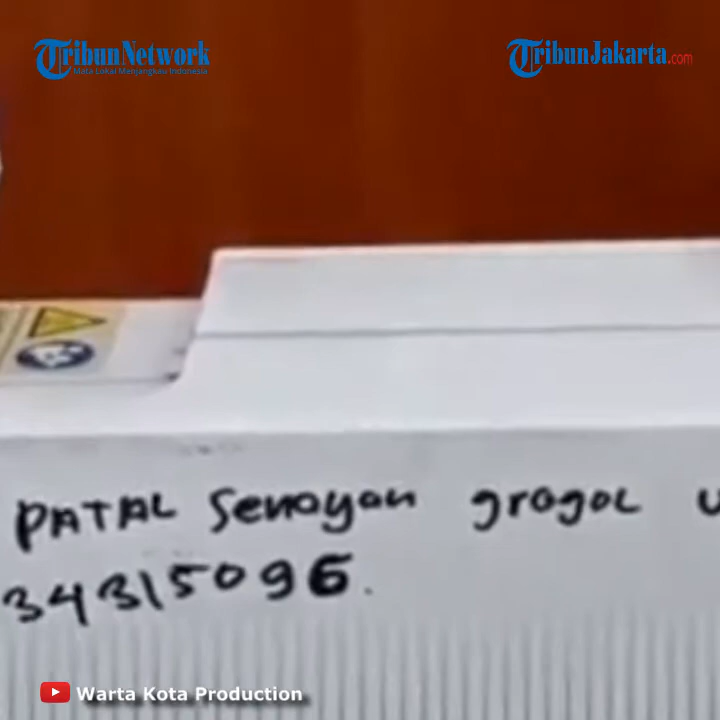 TribunNetwork
Mata Lokal Menjangkau Indonesia
TribunJakarta.com
PATAL Senayan grogol u
34315096.
Warta Kota Production